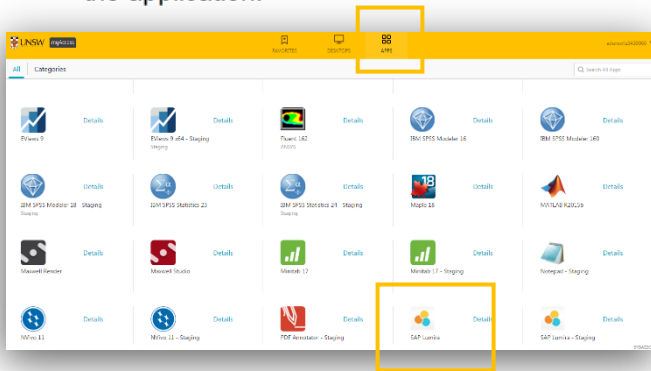 the application.
UNSW myAccess
FAVORITES DESKTOPS APPS
All Categories Search All Apps
Details Details Details Details Details
EViews 9 EViews 9 x64 - Staging Fluent 162 IBM SPSS Modeler 16 IBM SPSS Modeler 160
Staging
Details Details Details Details Details
IBM SPSS Modeler 18 - Staging IBM SPSS Statistics 23 IBM SPSS Statistics 24 - Staging Maple 18 MATLAB R2015b
Staging Staging
Details Details Details Details Details
Maxwell Render Maxwell Studio Minitab 17 Minitab 17 - Staging Notepad - Staging
Details Details Details Details Details
NVivo 11 NVivo 11 - Staging PDF Annotator - Staging SAP Lumira SAP Lumira - Staging